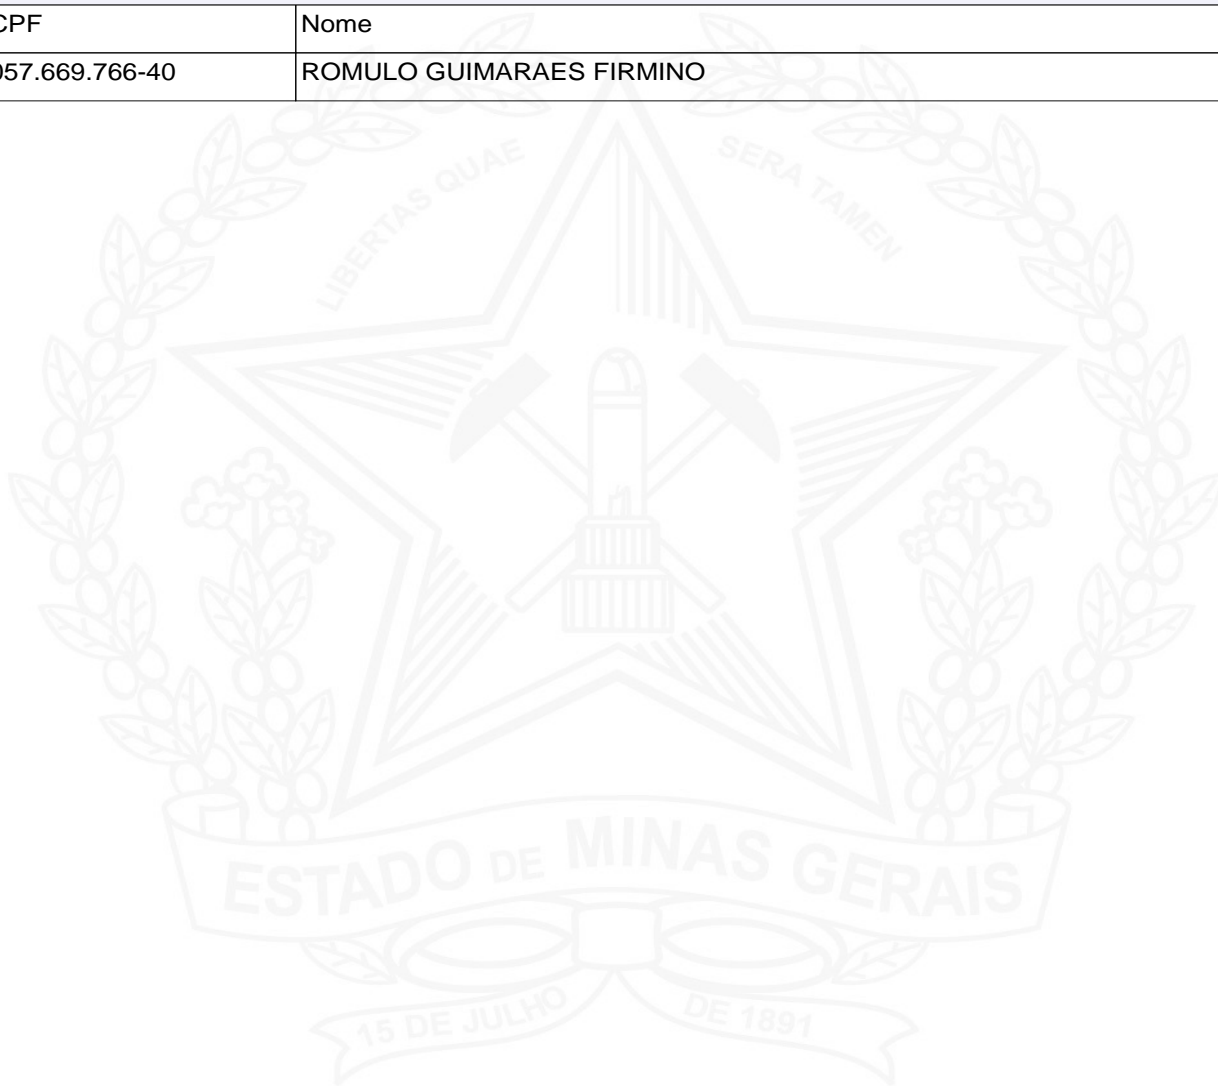 CPF Nome
057.669.766-40 ROMULO GUIMARAES FIRMINO
LIBERTAS QUAE SERA TAMEN
ESTADO DE MINAS GERAIS
15 DE JULHO DE 1891